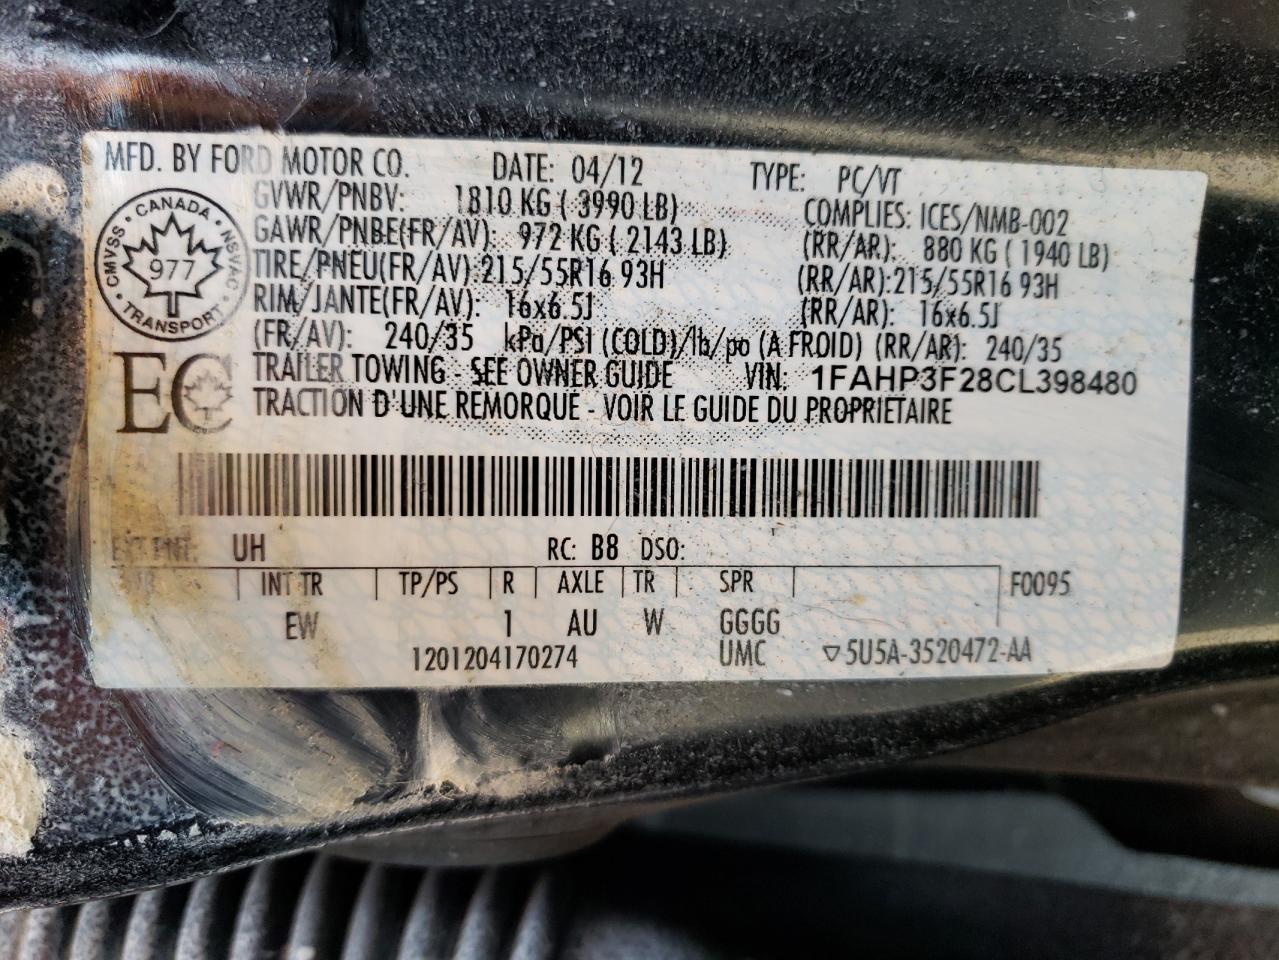 MFD. BY FORD MOTOR CO. DATE: 04/12 TYPE: PC/VT
GVWR/PNBV: 1810 KG ( 3990 LB) COMPLIES: ICES/NMB-002
GAWR/PNBE(FR/AV): 972 KG ( 2143 LB) (RR/AR): 880 KG ( 1940 LB)
TIRE/PNEU(FR/AV):215/55R16 93H (RR/AR):215/55R16 93H
RIM/JANTE(FR/AV): 16x6.5J (RR/AR): 16x6.5J
(FR/AV): 240/35 kPa/PSI (COLD)/lb/po (A FROID) (RR/AR): 240/35
TRAILER TOWING - SEE OWNER GUIDE VIN: 1FAHP3F28CL398480
TRACTION D'UNE REMORQUE - VOIR LE GUIDE DU PROPRIETAIRE
CANADA
CMVSS · NSVAC
977
TRANSPORT
EC
EXT PNT: UH RC: B8 DSO:
INT TR TP/PS R AXLE TR SPR F0095
EW 1 AU W GGGG
1201204170274 UMC ▽5U5A-3520472-AA